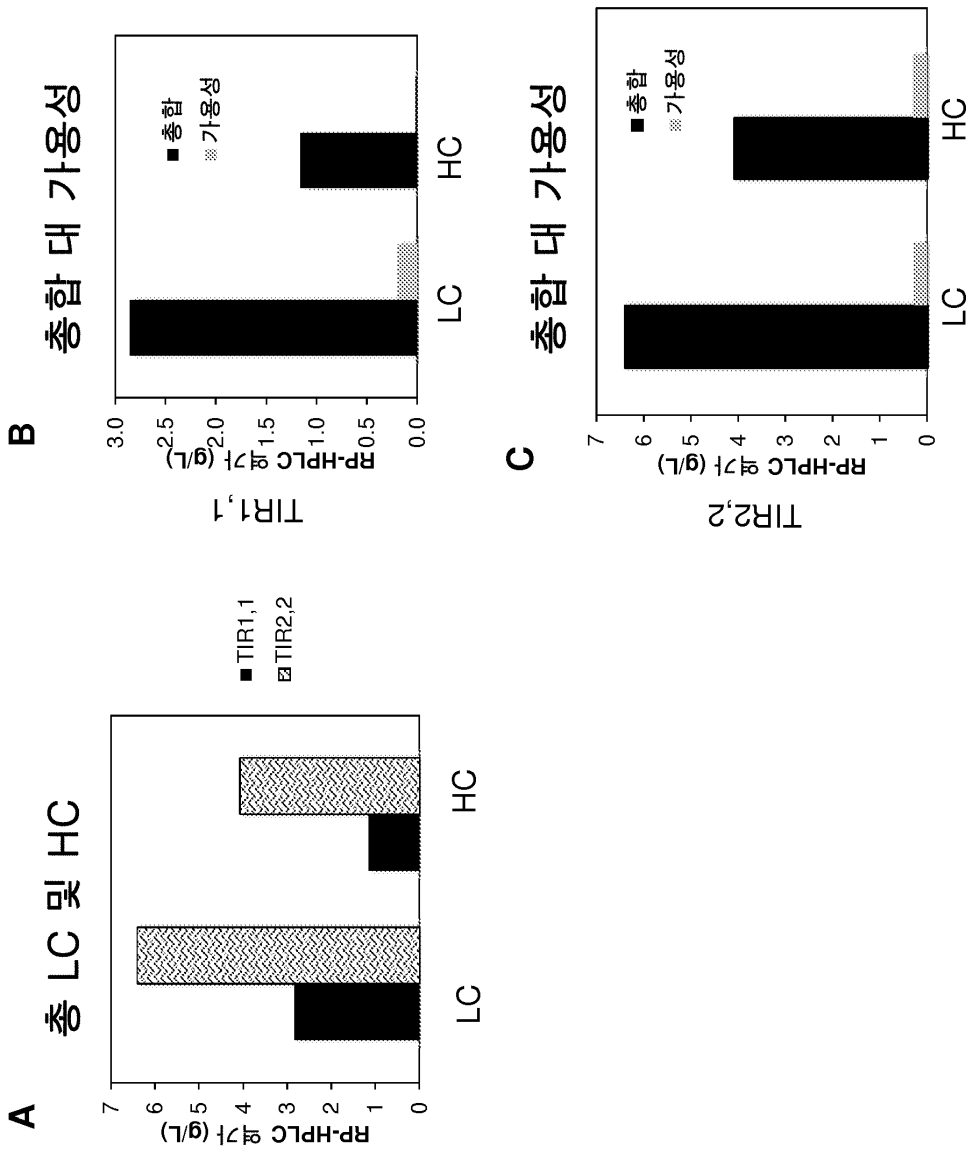 A
총 LC 및 HC
RP-HPLC 역가 (g/L)
7
6
5
4
3
2
1
0
LC
HC
TIR1,1
TIR2,2
B
총합 대 가용성
TIR1,1
RP-HPLC 역가 (g/L)
3.0
2.5
2.0
1.5
1.0
0.5
0.0
총합
가용성
LC
HC
C
총합 대 가용성
TIR2,2
RP-HPLC 역가 (g/L)
7
6
5
4
3
2
1
0
총합
가용성
LC
HC